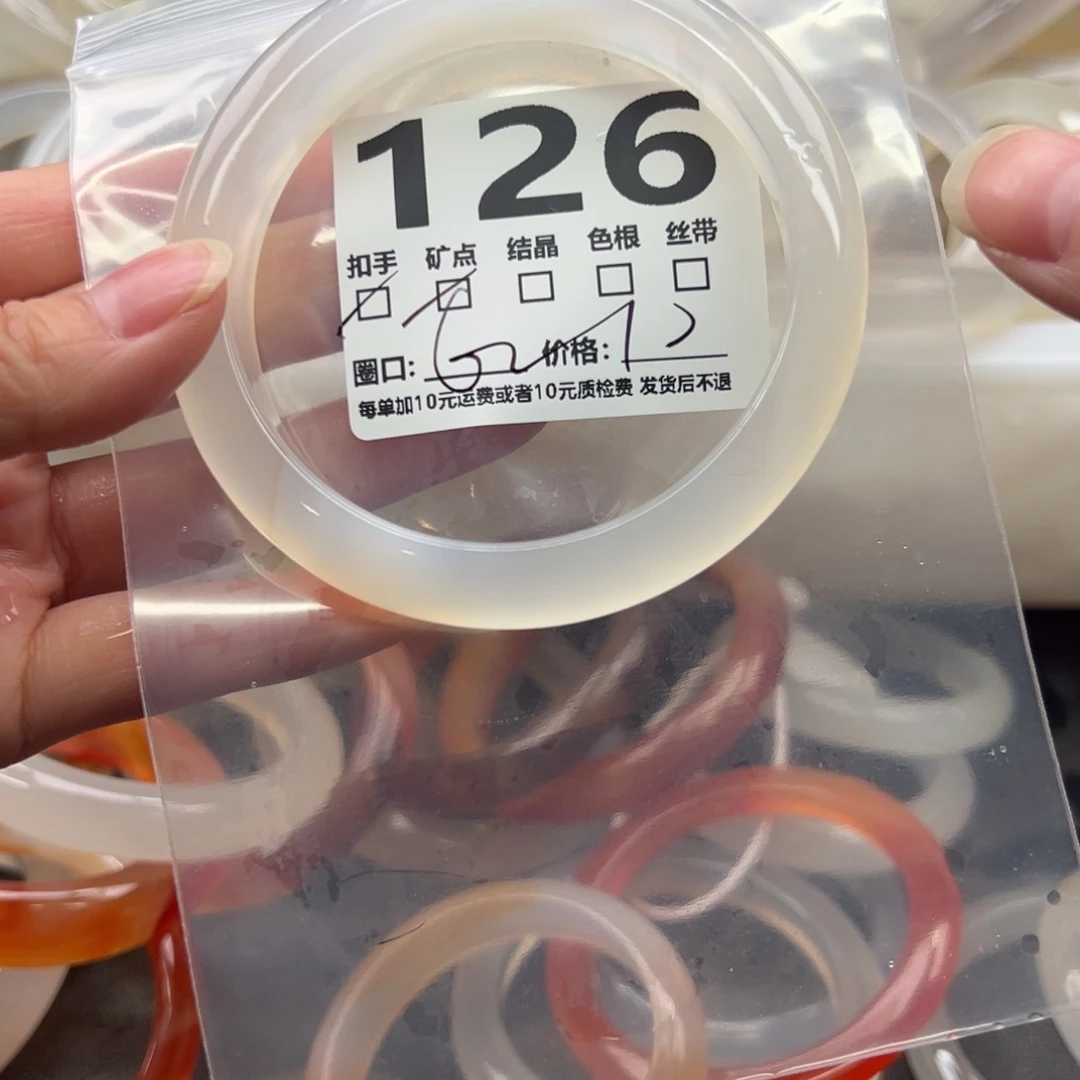 126
扣手 矿点 结晶 色根 丝带
圈口: 62 价格:
每单加10元运费或者10元质检费 发货后不退